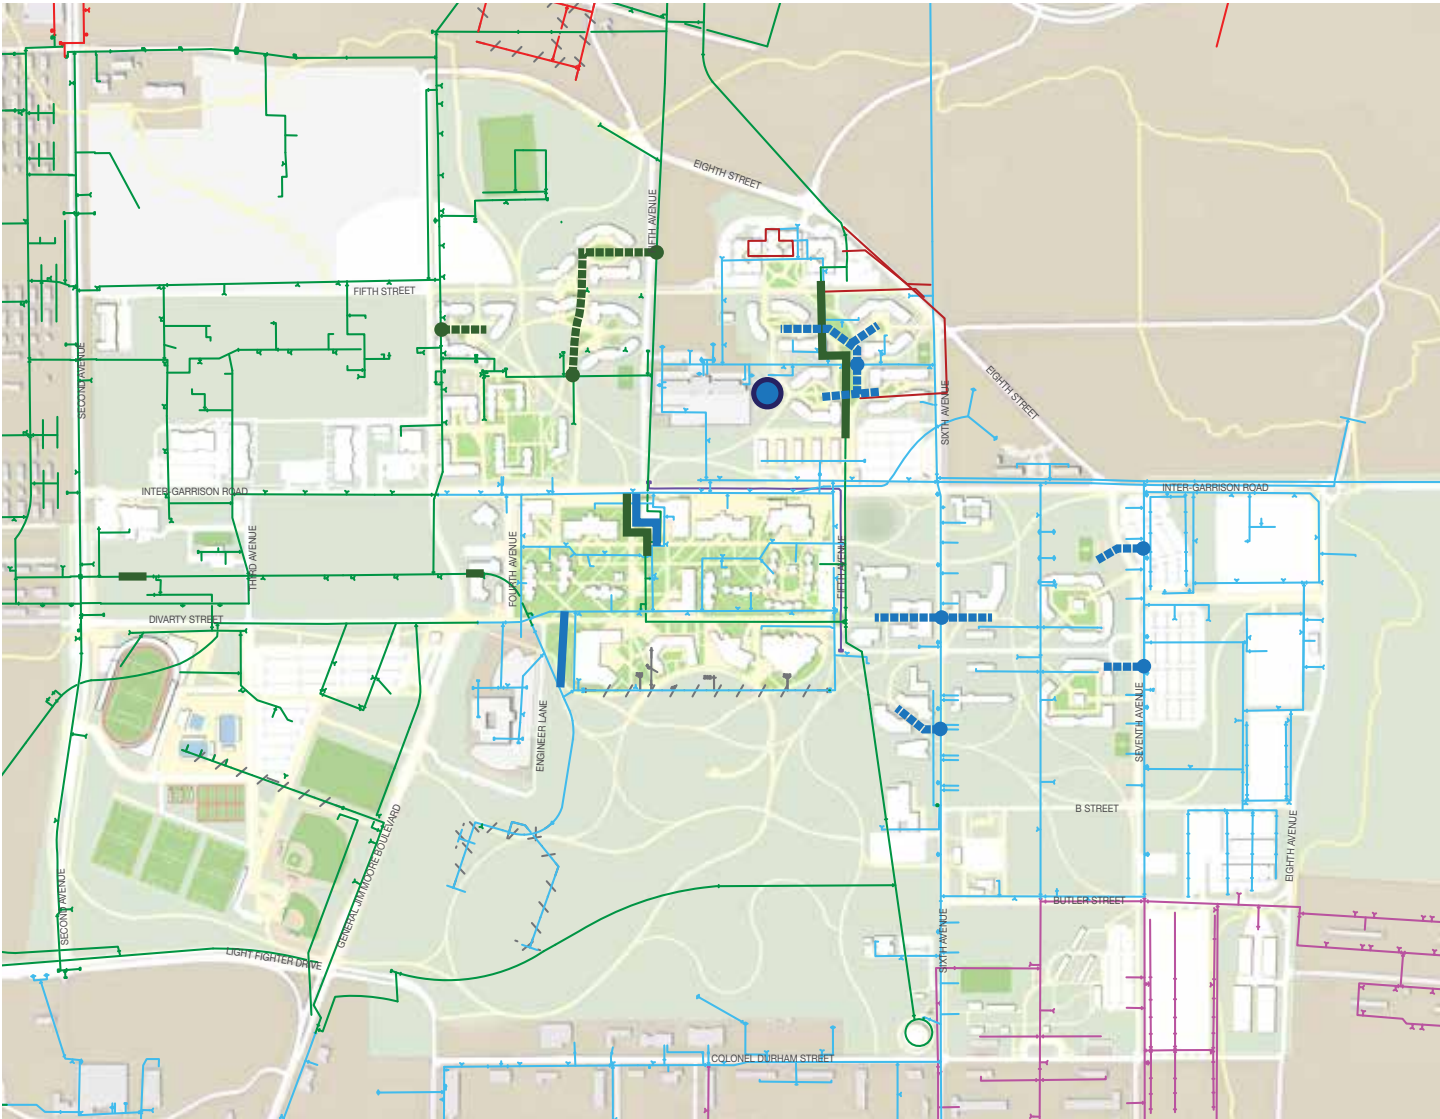 EIGHTH STREET
FIFTH AVENUE
FIFTH STREET
SECOND AVENUE
EIGHTH STREET
SIXTH AVENUE
INTER-GARRISON ROAD
INTER-GARRISON ROAD
THIRD AVENUE
FOURTH AVENUE
FIFTH AVENUE
DIVARTY STREET
ENGINEER LANE
SEVENTH AVENUE
B STREET
GENERAL JIM MOORE BOULEVARD
EIGHTH AVENUE
SECOND AVENUE
BUTLER STREET
SIXTH AVENUE
LIGHT FIGHTER DRIVE
COLONEL DURHAM STREET